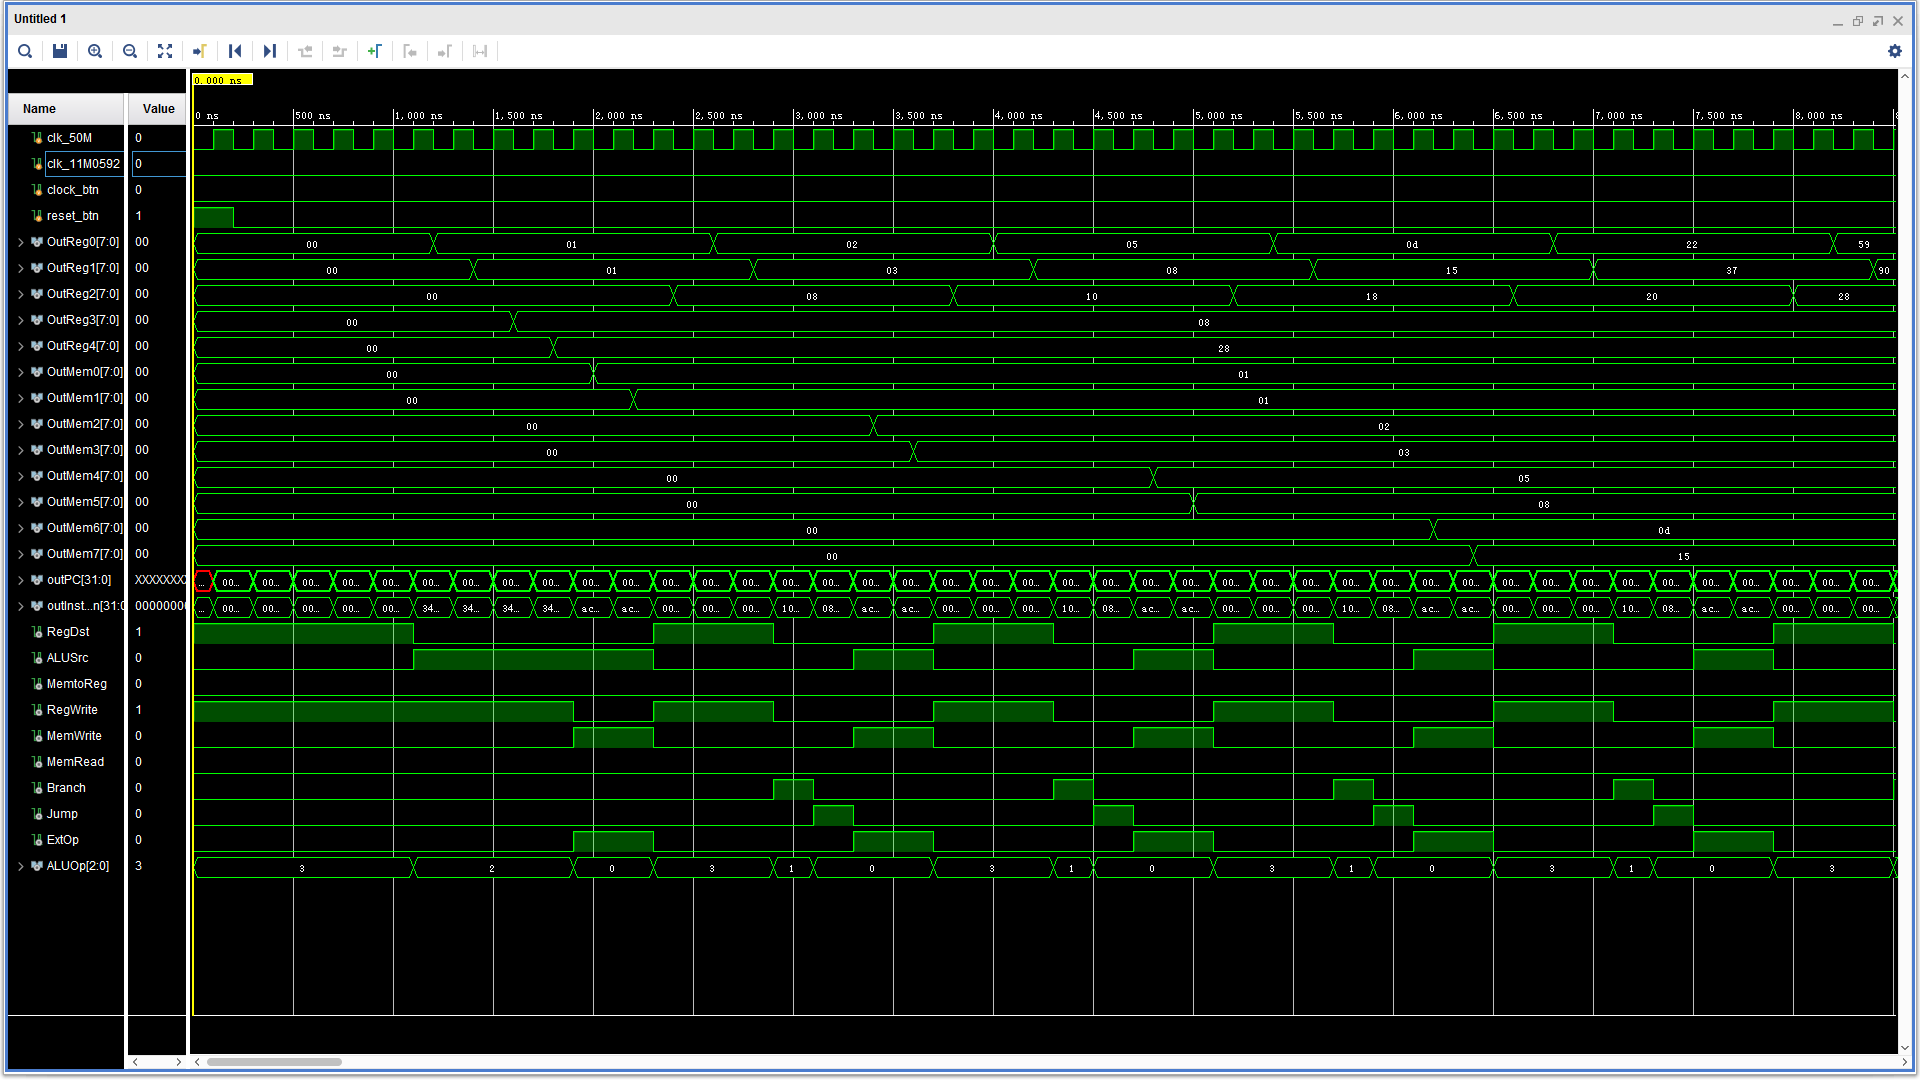 Untitled 1
0.000 ns
Name Value
0 ns 500 ns 1,000 ns 1,500 ns 2,000 ns 2,500 ns 3,000 ns 3,500 ns 4,000 ns 4,500 ns 5,000 ns 5,500 ns 6,000 ns 6,500 ns 7,000 ns 7,500 ns 8,000 ns
clk_50M 0
clk_11M0592 0
clock_btn 0
reset_btn 1
OutReg0[7:0] 00 00 01 02 05 0d 22 59
OutReg1[7:0] 00 00 01 03 08 15 37 90
OutReg2[7:0] 00 00 08 10 18 20 28
OutReg3[7:0] 00 00 08
OutReg4[7:0] 00 00 28
OutMem0[7:0] 00 00 01
OutMem1[7:0] 00 00 01
OutMem2[7:0] 00 00 02
OutMem3[7:0] 00 00 03
OutMem4[7:0] 00 00 05
OutMem5[7:0] 00 00 08
OutMem6[7:0] 00 00 0d
OutMem7[7:0] 00 00 15
outPC[31:0] XXXXXXXX ... 00... 00... 00... 00... 00... 00... 00... 00... 00... 00... 00... 00... 00... 00... 00... 00... 00... 00... 00... 00... 00... 00... 00... 00... 00... 00... 00... 00... 00... 00... 00... 00... 00... 00... 00... 00... 00... 00... 00... 00... 00... 00...
outInst...n[31:0 00000000 ... 00... 00... 00... 00... 00... 34... 34... 34... 34... ac... ac... 00... 00... 00... 10... 08... ac... ac... 00... 00... 00... 10... 08... ac... ac... 00... 00... 00... 10... 08... ac... ac... 00... 00... 00... 10... 08... ac... ac... 00... 00... 00...
RegDst 1
ALUSrc 0
MemtoReg 0
RegWrite 1
MemWrite 0
MemRead 0
Branch 0
Jump 0
ExtOp 0
ALUOp[2:0] 3 3 2 0 3 1 0 3 1 0 3 1 0 3 1 0 3